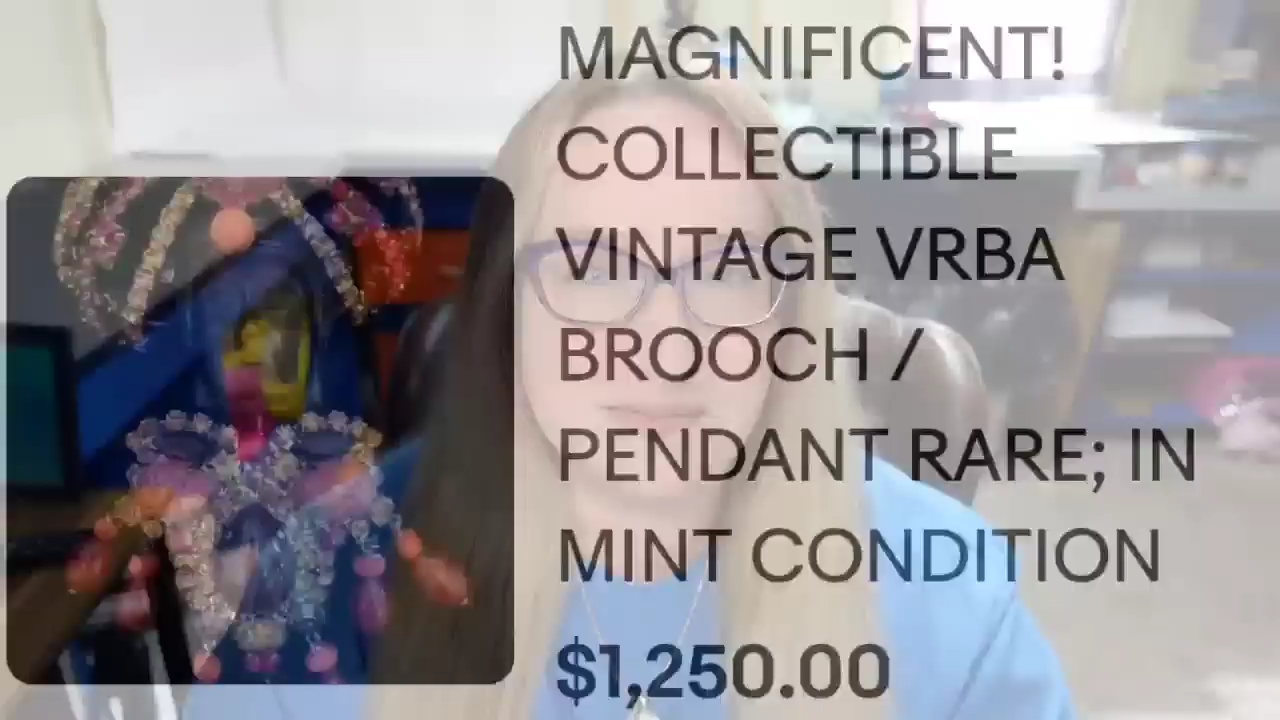 MAGNIFICENT!
COLLECTIBLE
VINTAGE VRBA
BROOCH /
PENDANT RARE; IN
MINT CONDITION
$1,250.00